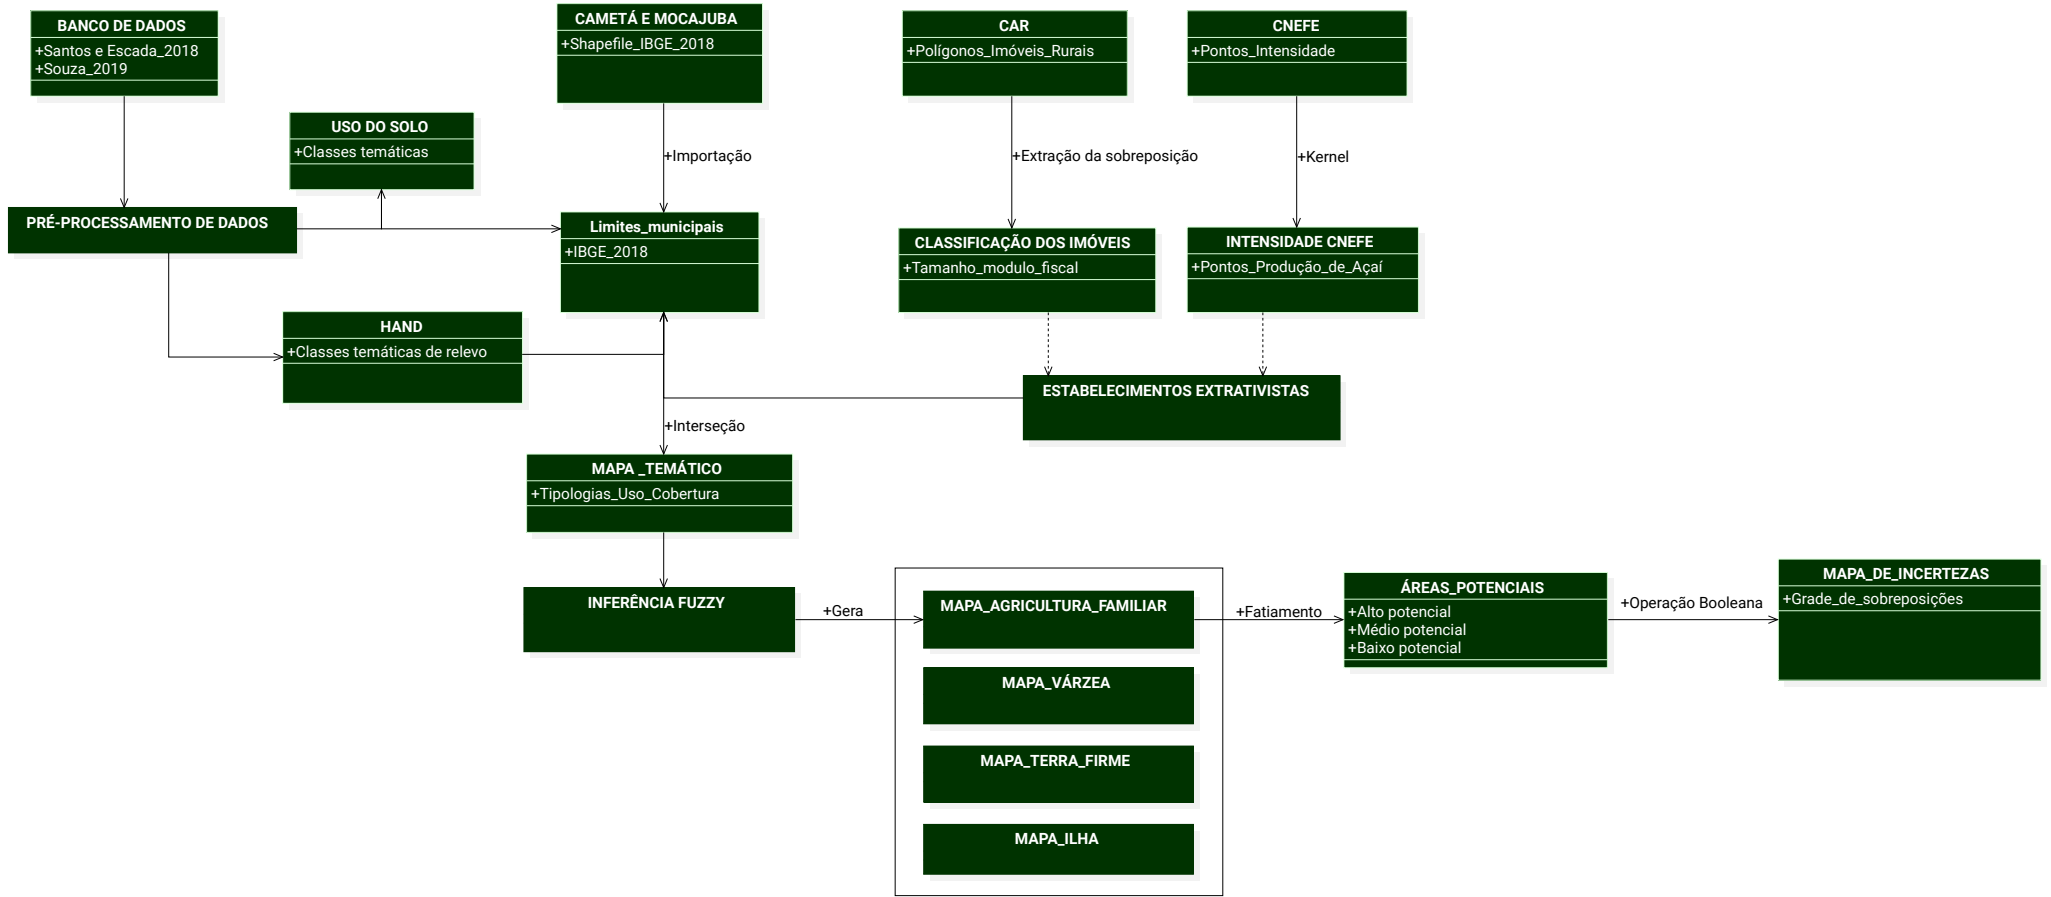 BANCO DE DADOS
+Santos e Escada_2018
+Souza_2019
CAMETÁ E MOCAJUBA
+Shapefile_IBGE_2018
CAR
+Polígonos_Imóveis_Rurais
CNEFE
+Pontos_Intensidade
USO DO SOLO
+Classes temáticas
+Importação
+Extração da sobreposição
+Kernel
PRÉ-PROCESSAMENTO DE DADOS
Limites_municipais
+IBGE_2018
CLASSIFICAÇÃO DOS IMÓVEIS
+Tamanho_modulo_fiscal
INTENSIDADE CNEFE
+Pontos_Produção_de_Açaí
HAND
+Classes temáticas de relevo
ESTABELECIMENTOS EXTRATIVISTAS
+Interseção
MAPA _TEMÁTICO
+Tipologias_Uso_Cobertura
INFERÊNCIA FUZZY
+Gera
MAPA_AGRICULTURA_FAMILIAR
MAPA_VÁRZEA
MAPA_TERRA_FIRME
MAPA_ILHA
+Fatiamento
ÁREAS_POTENCIAIS
+Alto potencial
+Médio potencial
+Baixo potencial
+Operação Booleana
MAPA_DE_INCERTEZAS
+Grade_de_sobreposições